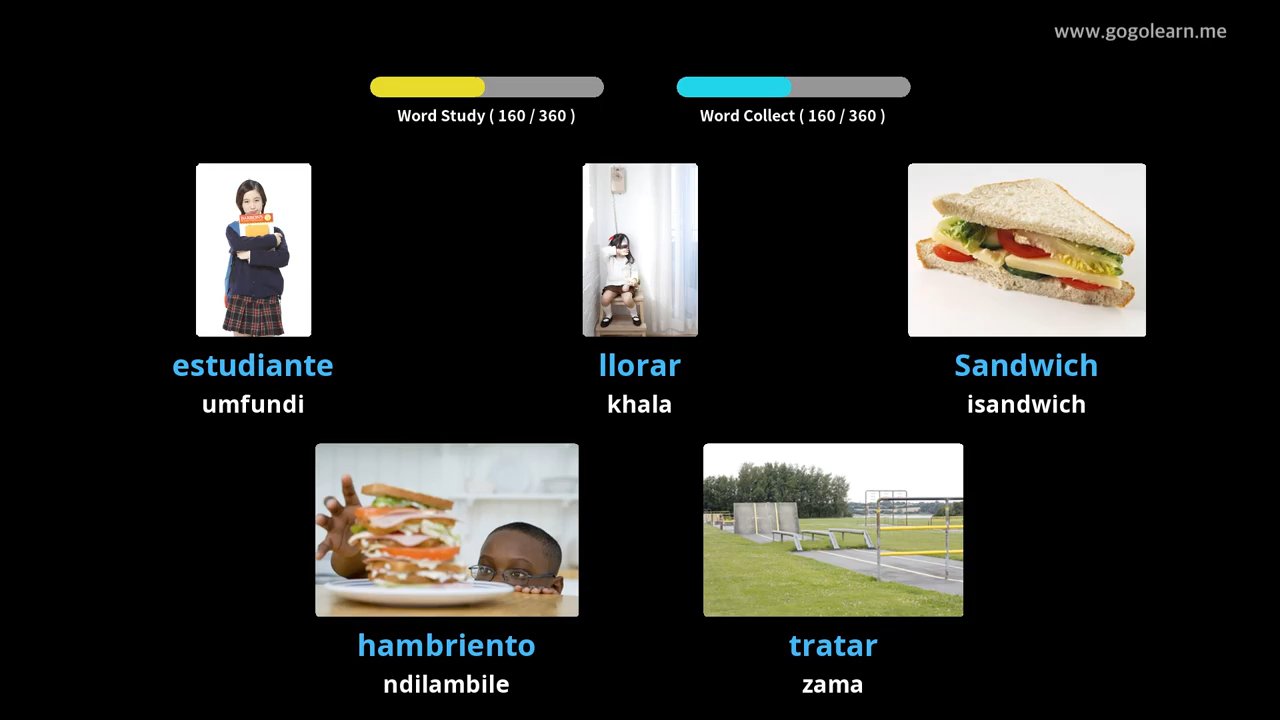 www.gogolearn.me
Word Study ( 160 / 360 )
Word Collect ( 160 / 360 )
estudiante
umfundi
llorar
khala
Sandwich
isandwich
hambriento
ndilambile
tratar
zama